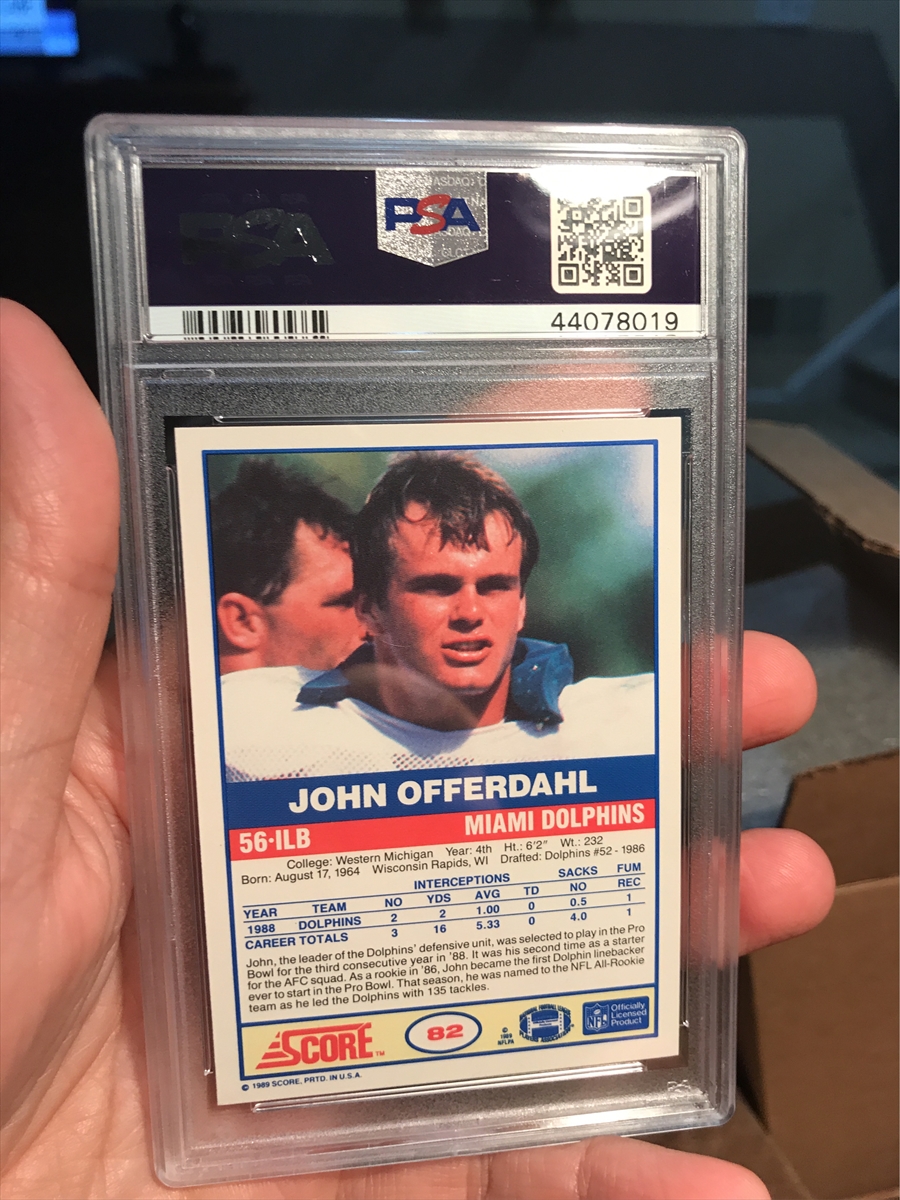 PSA
PSA
44078019
JOHN OFFERDAHL
56·ILB MIAMI DOLPHINS
College: Western Michigan Year: 4th Ht.: 6'2" Wt.: 232
Born: August 17, 1964 Wisconsin Rapids, WI Drafted: Dolphins #52 - 1986
INTERCEPTIONS SACKS FUM
YEAR TEAM NO YDS AVG TD NO REC
1988 DOLPHINS 2 2 1.00 0 0.5 1
CAREER TOTALS 3 16 5.33 0 4.0 1
John, the leader of the Dolphins' defensive unit, was selected to play in the Pro
Bowl for the third consecutive year in '88. It was his second time as a starter
for the AFC squad. As a rookie in '86, John became the first Dolphin linebacker
ever to start in the Pro Bowl. That season, he was named to the NFL All-Rookie
team as he led the Dolphins with 135 tackles.
SCORE™ 82
© 1989 NFLPA
NFL
Officially
Licensed
Product
© 1989 SCORE, PRTD. IN U.S.A.